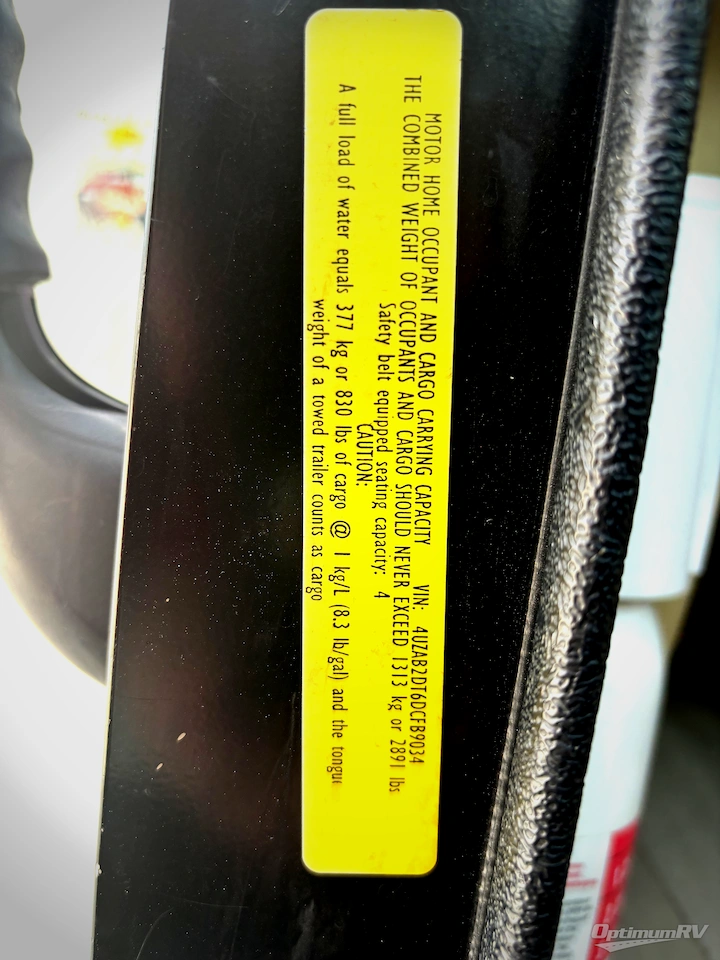 MOTOR HOME OCCUPANT AND CARGO CARRYING CAPACITY VIN: 4UZAB2DT6DCFB9034
THE COMBINED WEIGHT OF OCCUPANTS AND CARGO SHOULD NEVER EXCEED 1313 kg or 2891 lbs
Safety belt equipped seating capacity: 4
CAUTION:
A full load of water equals 377 kg or 830 lbs of cargo @ 1 kg/L (8.3 lb/gal) and the tongue
weight of a towed trailer counts as cargo
OptimumRV